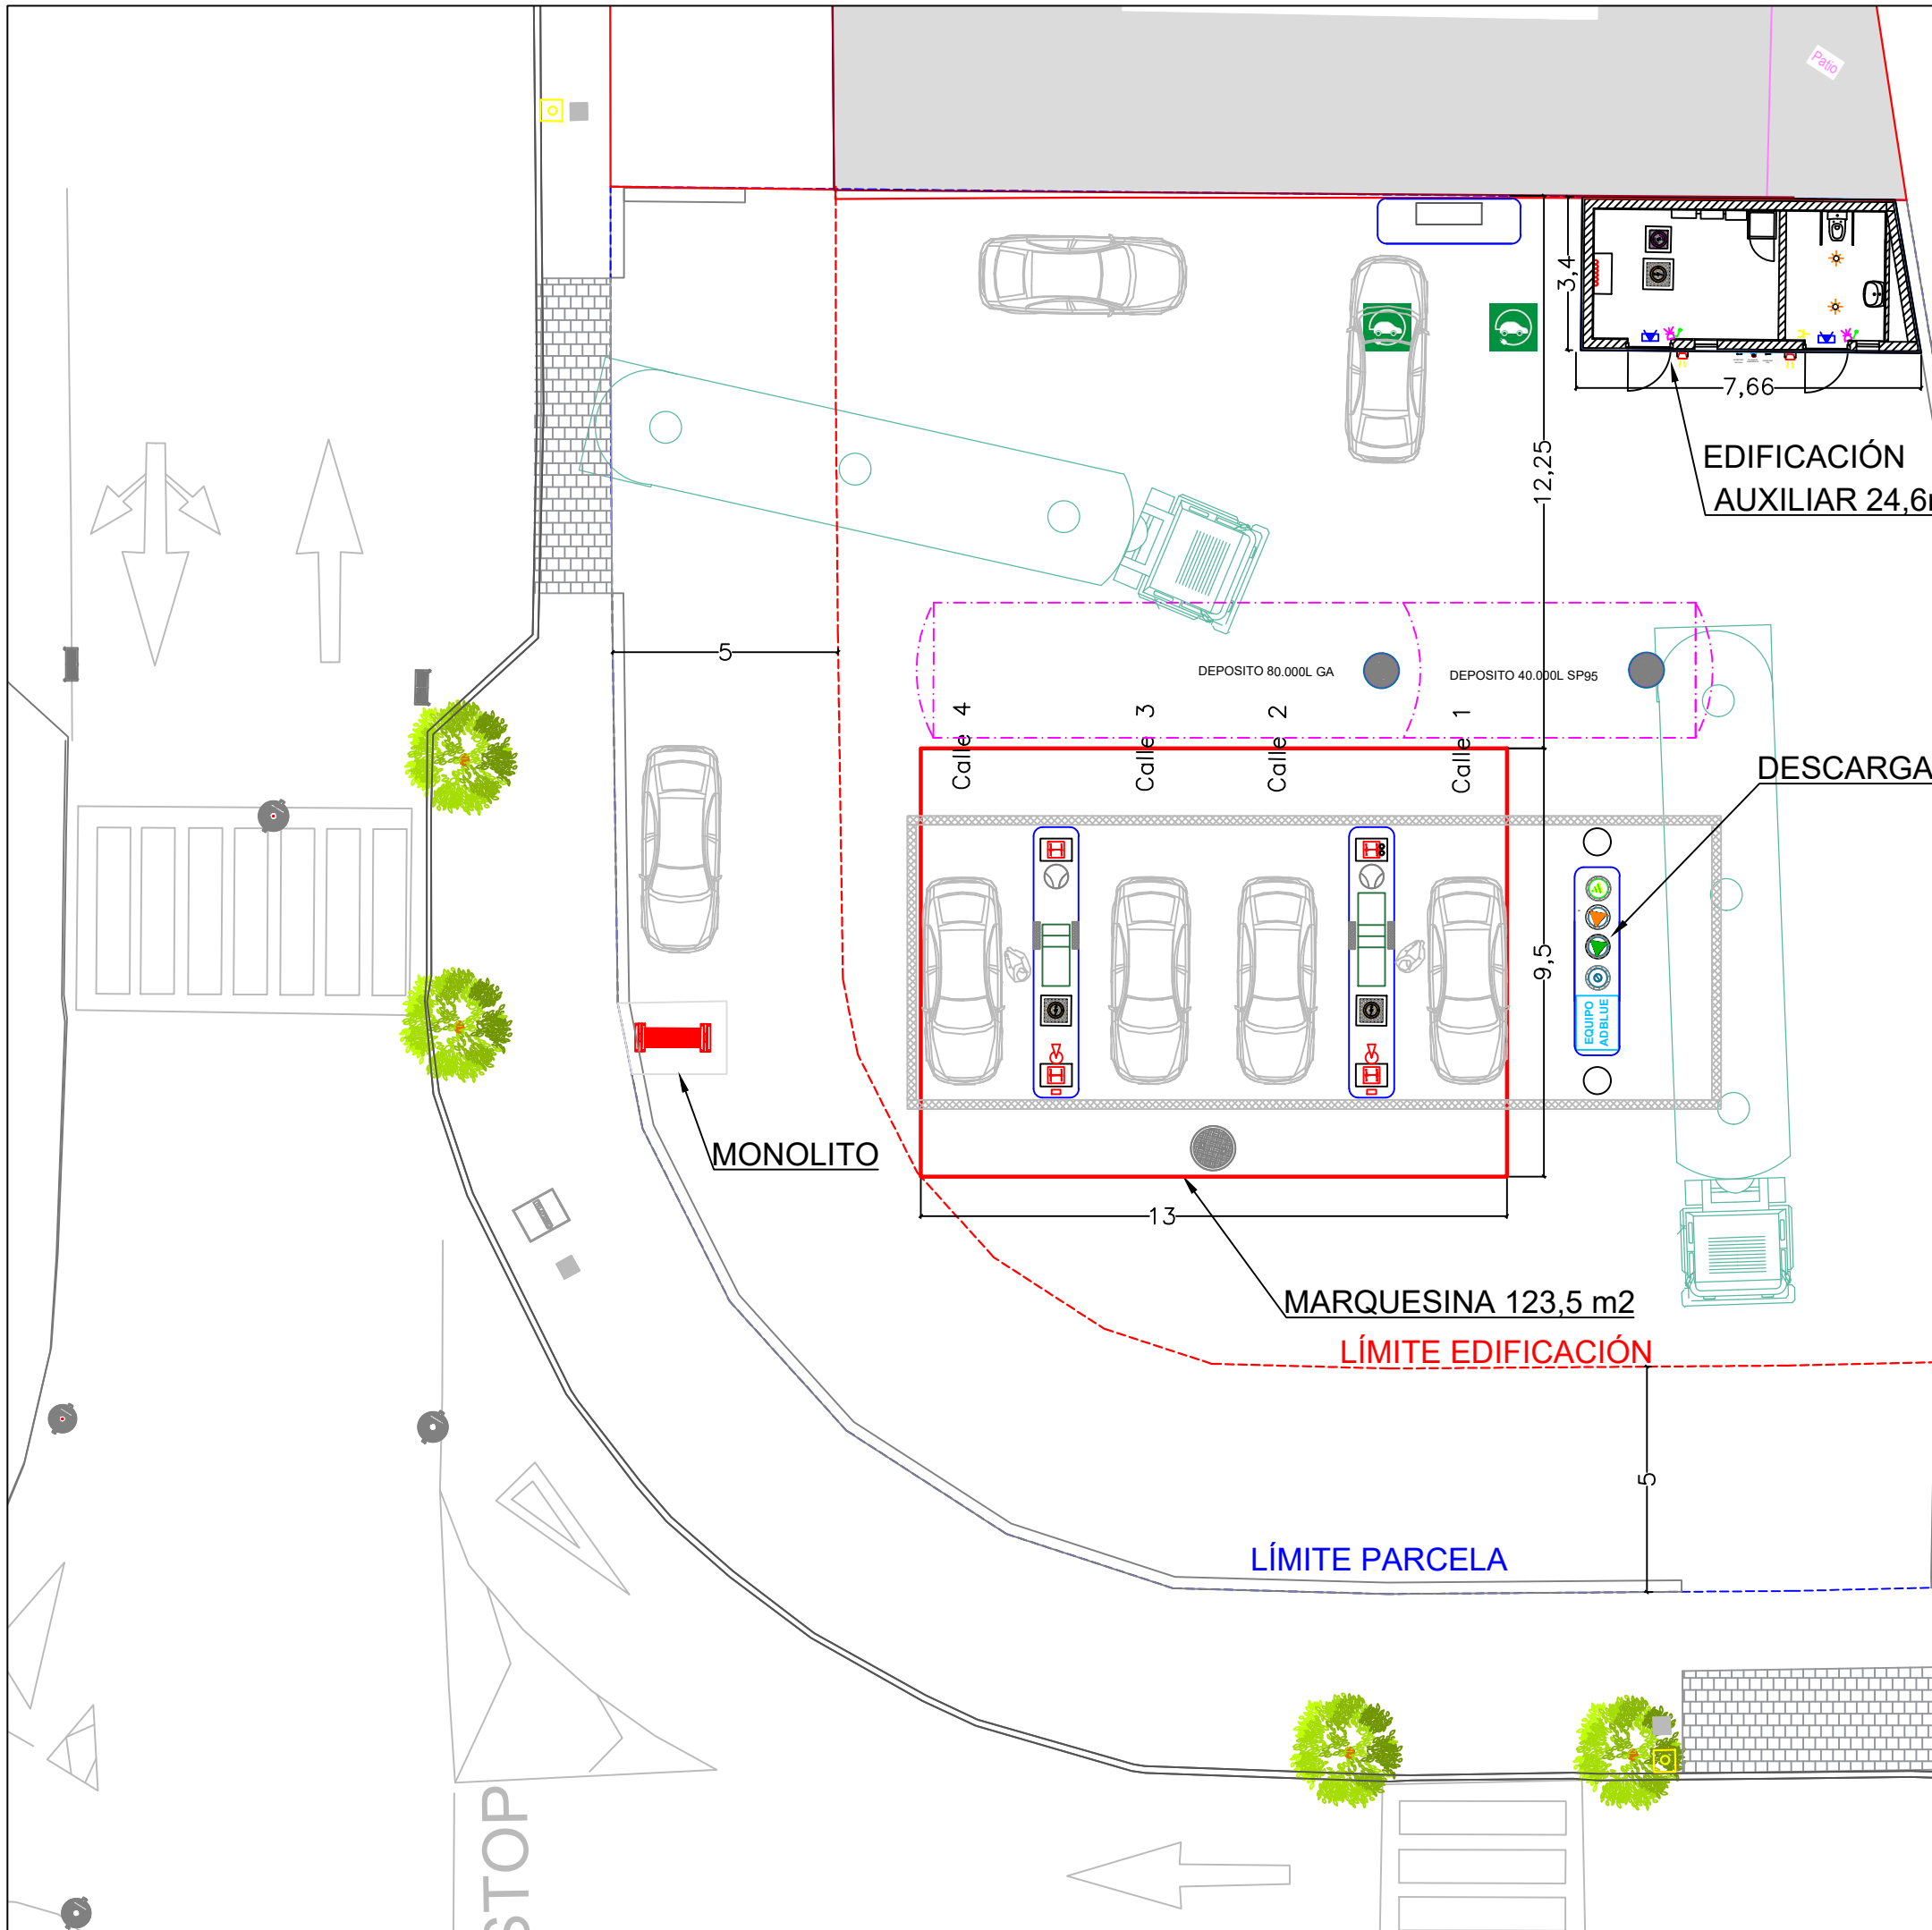 Patio
3,4
7,66
12,25
EDIFICACIÓN
AUXILIAR 24,6
5
DEPOSITO 80.000L GA
DEPOSITO 40.000L SP95
Calle 4
Calle 3
Calle 2
Calle 1
DESCARGA
9,5
EQUIPO
ADBLUE
MONOLITO
13
MARQUESINA 123,5 m2
LÍMITE EDIFICACIÓN
5
LÍMITE PARCELA
STOP